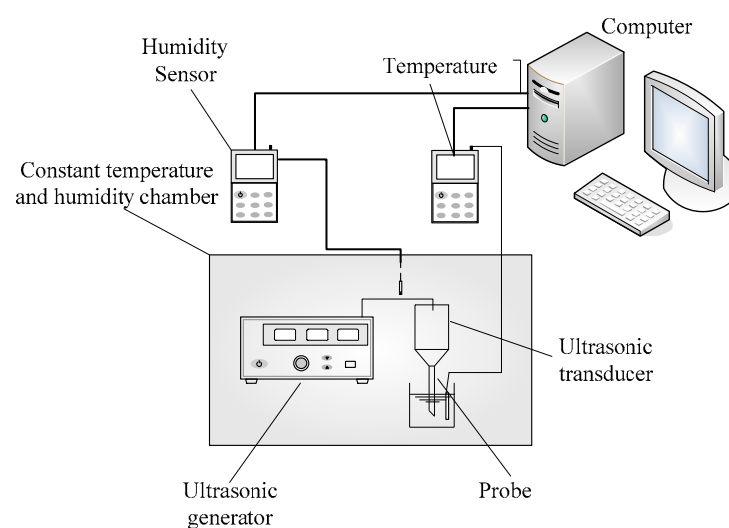 Computer
Humidity
Sensor
Temperature
Constant temperature
and humidity chamber
Ultrasonic
transducer
Ultrasonic
generator
Probe